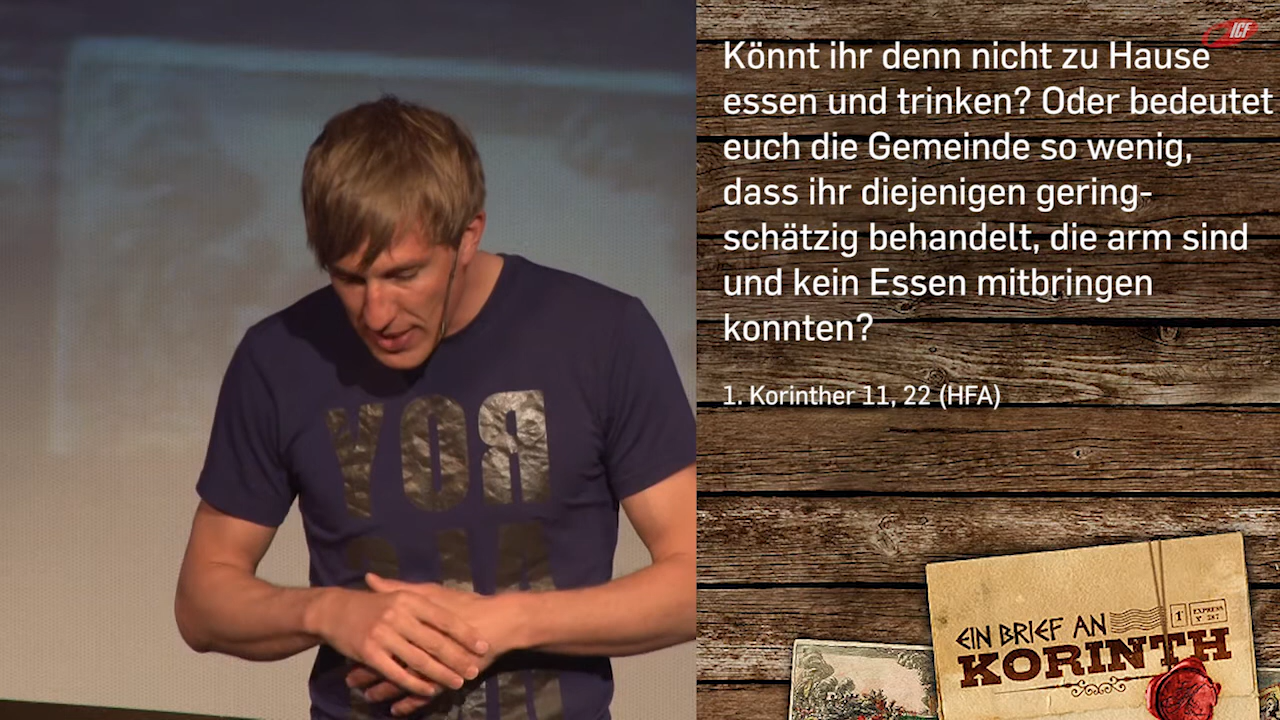 ICF
Könnt ihr denn nicht zu Hause
essen und trinken? Oder bedeutet
euch die Gemeinde so wenig,
dass ihr diejenigen gering-
schätzig behandelt, die arm sind
und kein Essen mitbringen
konnten?
1. Korinther 11, 22 (HFA)
EIN BRIEF AN
KORINTH
EXPRESS